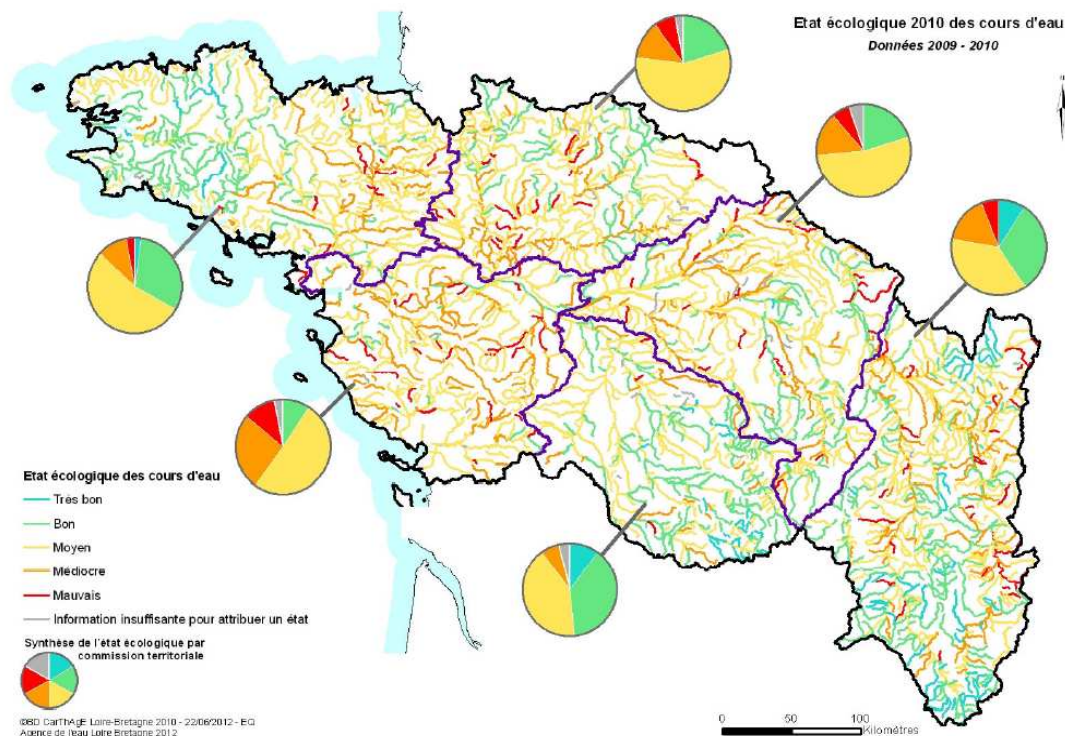 Etat écologique 2010 des cours d'eau
Données 2009 - 2010
Etat écologique des cours d'eau
Très bon
Bon
Moyen
Médiocre
Mauvais
Information insuffisante pour attribuer un état
Synthèse de l'état écologique par
commission territoriale
©BD CarThAgE Loire-Bretagne 2010 - 22/06/2012 - EQ
Agence de l'eau Loire Bretagne 2012
0 50 100
Kilomètres